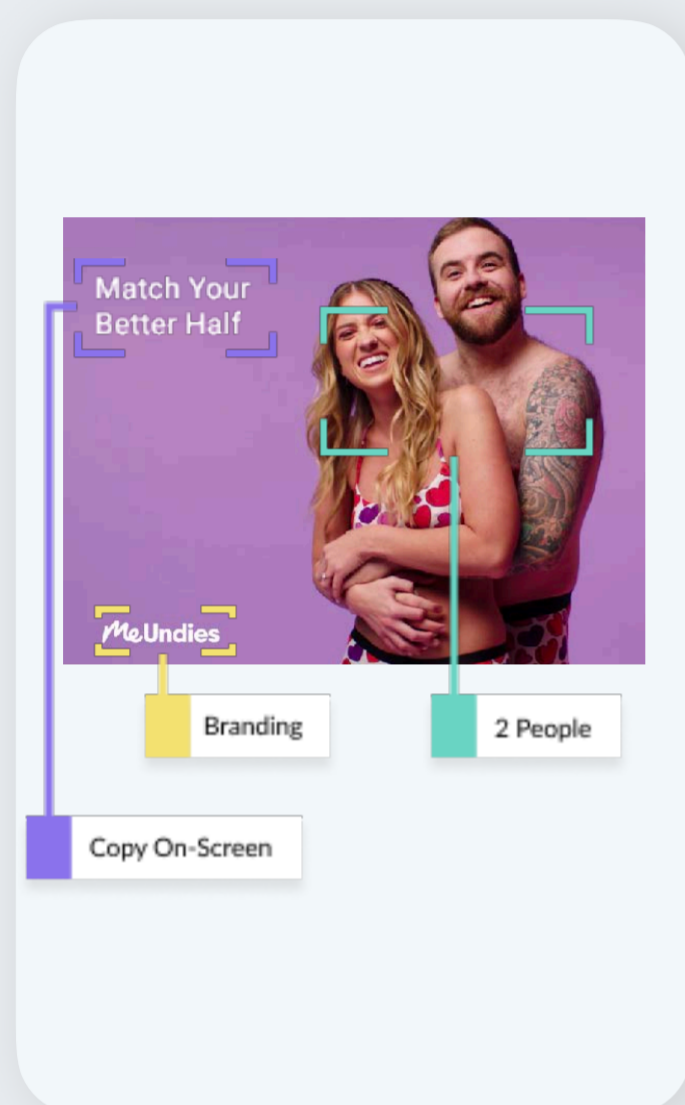 Match Your
Better Half
MeUndies
Branding
2 People
Copy On-Screen